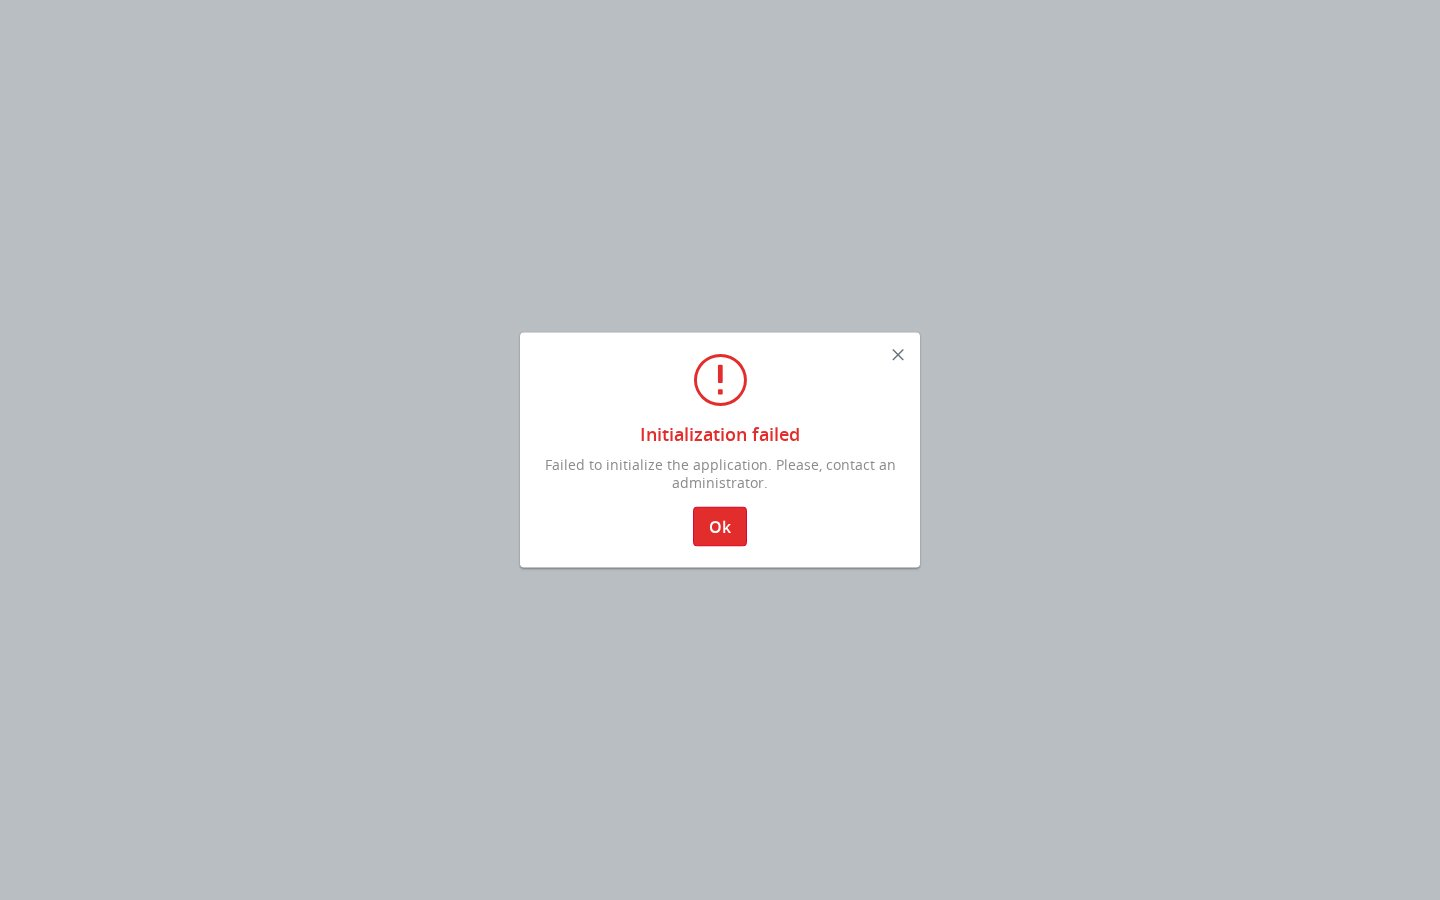 Initialization failed
Failed to initialize the application. Please, contact an
administrator.
Ok